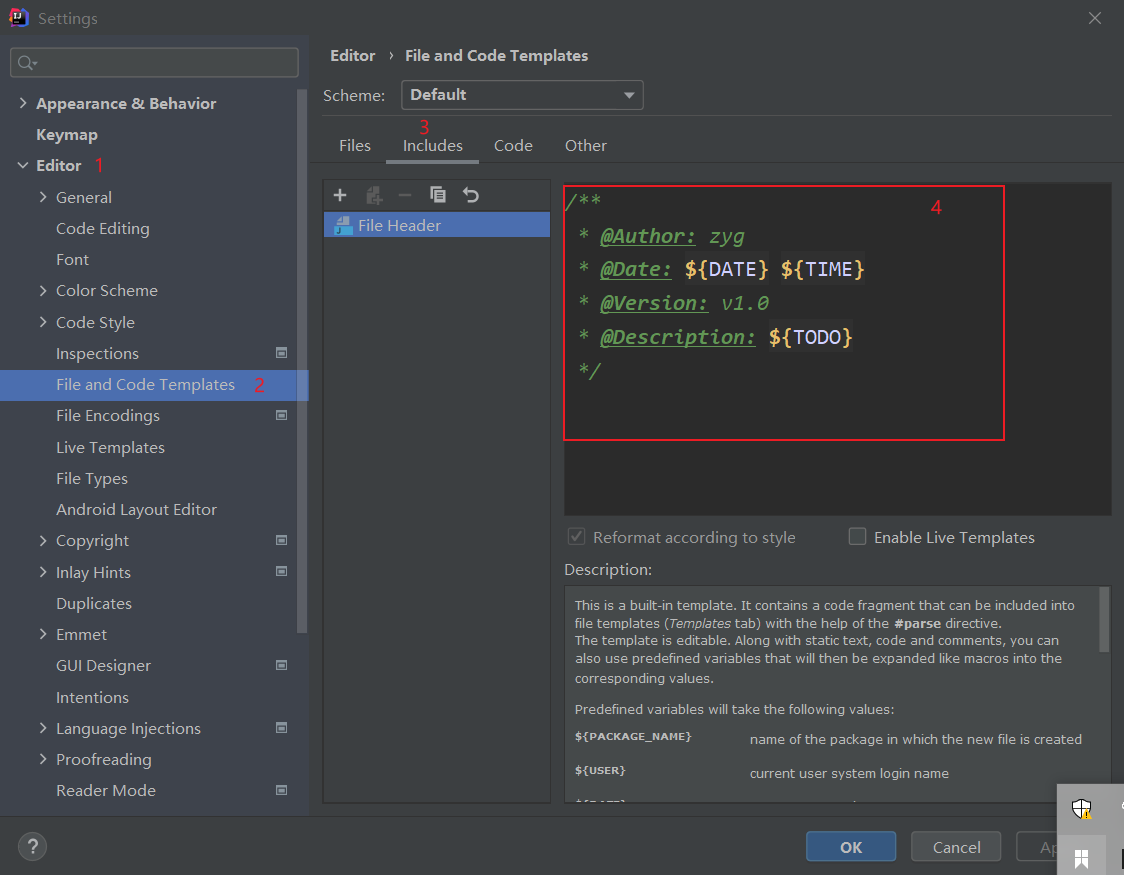 Settings
Editor › File and Code Templates
Scheme: Default
Appearance & Behavior
Keymap
Editor 1
General
Code Editing
Font
Color Scheme
Code Style
Inspections
File and Code Templates 2
File Encodings
Live Templates
File Types
Android Layout Editor
Copyright
Inlay Hints
Duplicates
Emmet
GUI Designer
Intentions
Language Injections
Proofreading
Reader Mode
3
Files Includes Code Other
File Header
4
/**
* @Author: zyg
* @Date: ${DATE} ${TIME}
* @Version: v1.0
* @Description: ${TODO}
*/
Reformat according to style Enable Live Templates
Description:
This is a built-in template. It contains a code fragment that can be included into
file templates (Templates tab) with the help of the #parse directive.
The template is editable. Along with static text, code and comments, you can
also use predefined variables that will then be expanded like macros into the
corresponding values.
Predefined variables will take the following values:
${PACKAGE_NAME} name of the package in which the new file is created
${USER} current user system login name
? OK Cancel Ap